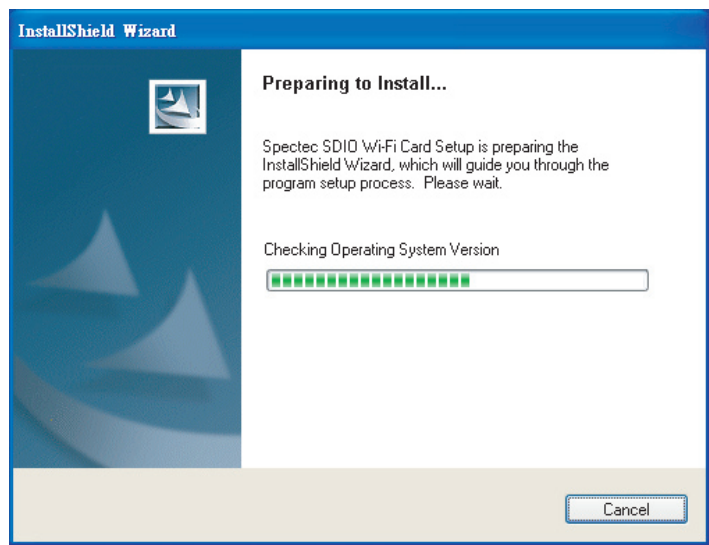 InstallShield Wizard
Preparing to Install...
Spectec SDIO Wi-Fi Card Setup is preparing the
InstallShield Wizard, which will guide you through the
program setup process.  Please wait.
Checking Operating System Version
Cancel